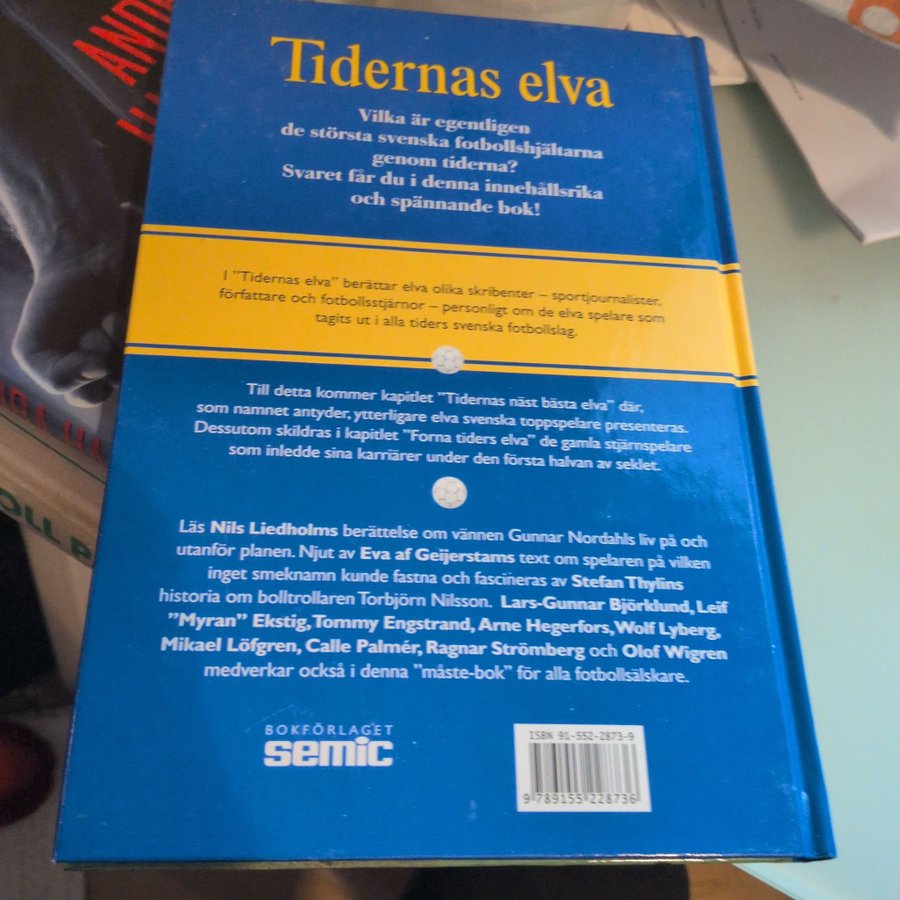 Tidernas elva
Vilka är egentligen
de största svenska fotbollshjältarna
genom tiderna?
Svaret får du i denna innehållsrika
och spännande bok!
I ”Tidernas elva” berättar elva olika skribenter – sportjournalister,
författare och fotbollsstjärnor – personligt om de elva spelare som
tagits ut i alla tiders svenska fotbollslag.
Till detta kommer kapitlet ”Tidernas näst bästa elva” där,
som namnet antyder, ytterligare elva svenska toppspelare presenteras.
Dessutom skildras i kapitlet ”Forna tiders elva” de gamla stjärnspelare
som inledde sina karriärer under den första halvan av seklet.
Läs Nils Liedholms berättelse om vännen Gunnar Nordahls liv på och
utanför planen. Njut av Eva af Geijerstams text om spelaren på vilken
inget smeknamn kunde fastna och fascineras av Stefan Thylins
historia om bolltrollaren Torbjörn Nilsson. Lars-Gunnar Björklund, Leif
”Myran” Ekstig, Tommy Engstrand, Arne Hegerfors, Wolf Lyberg,
Mikael Löfgren, Calle Palmér, Ragnar Strömberg och Olof Wigren
medverkar också i denna ”måste-bok” för alla fotbollsälskare.
BOKFÖRLAGET
semic
ISBN 91-552-2873-9
9 789155 228736